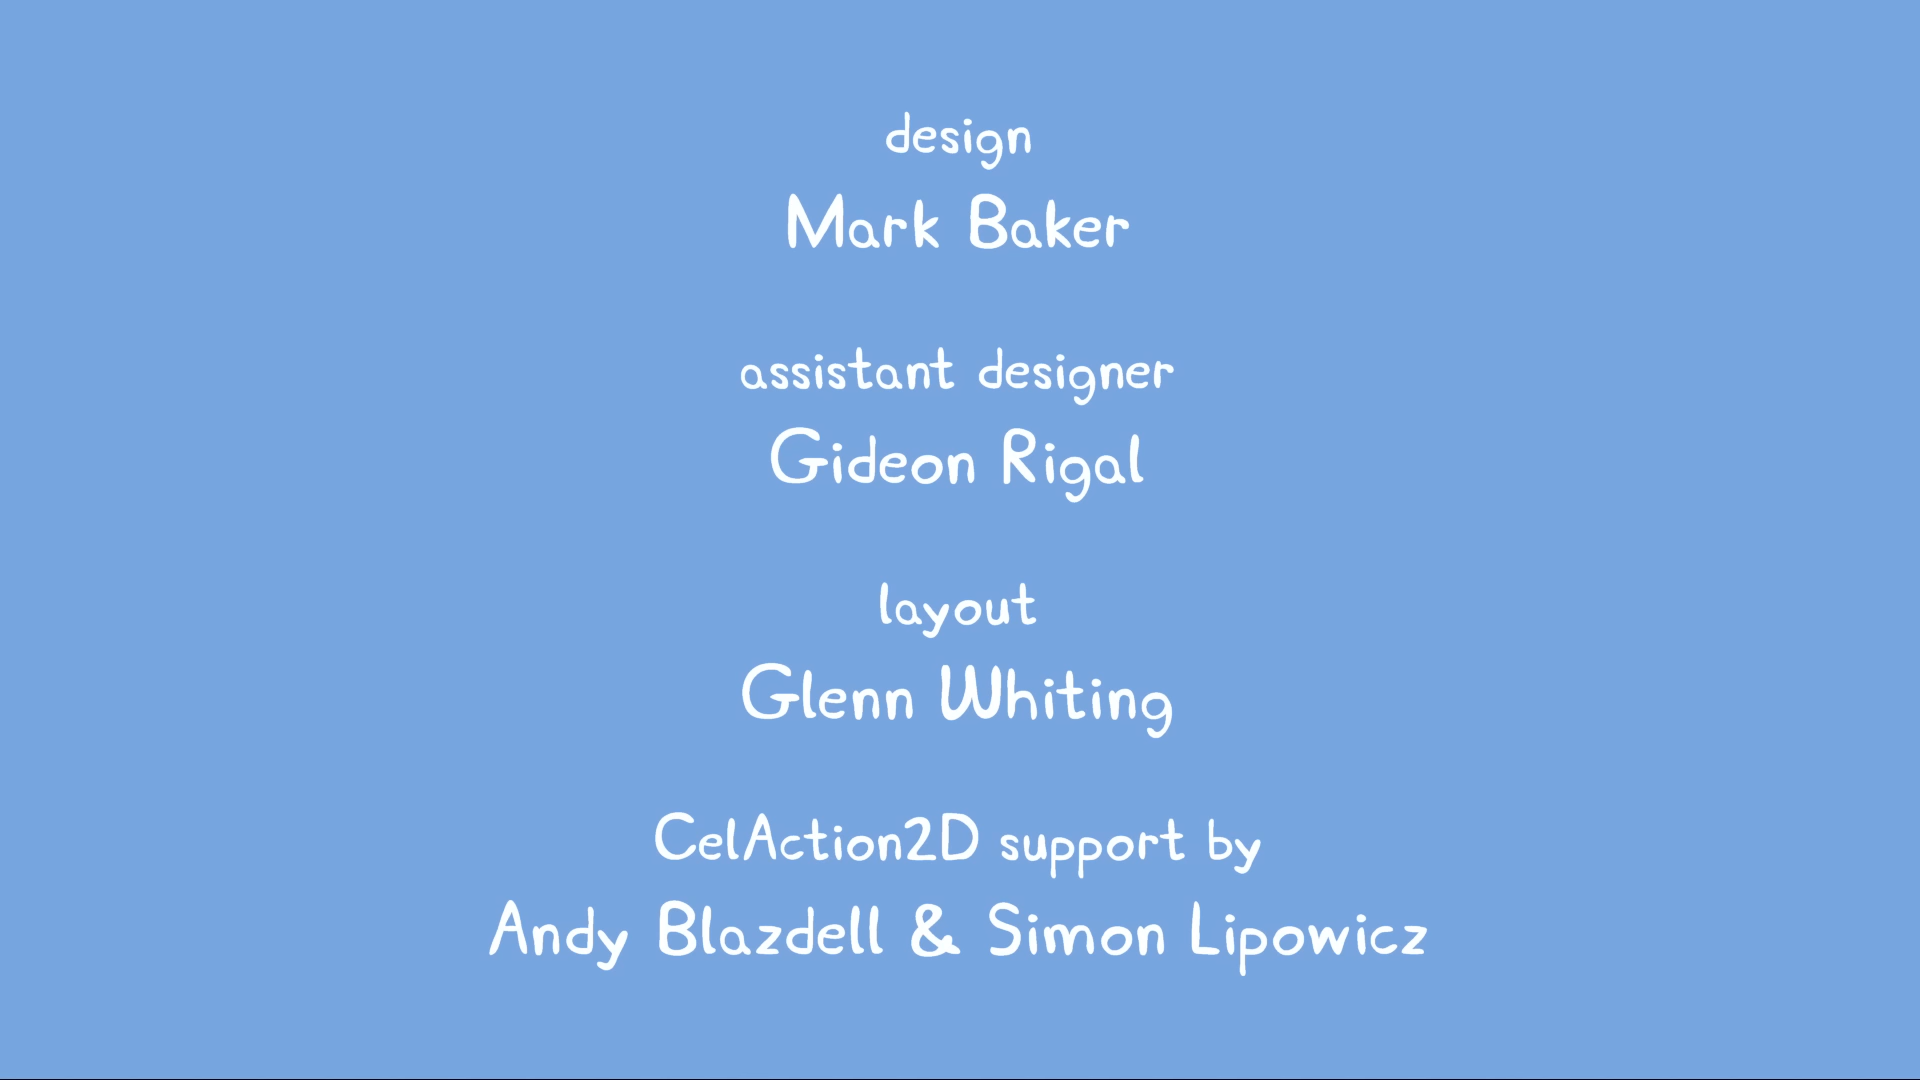 design
Mark Baker
assistant designer
Gideon Rigal
layout
Glenn Whiting
CelAction2D support by
Andy Blazdell & Simon Lipowicz